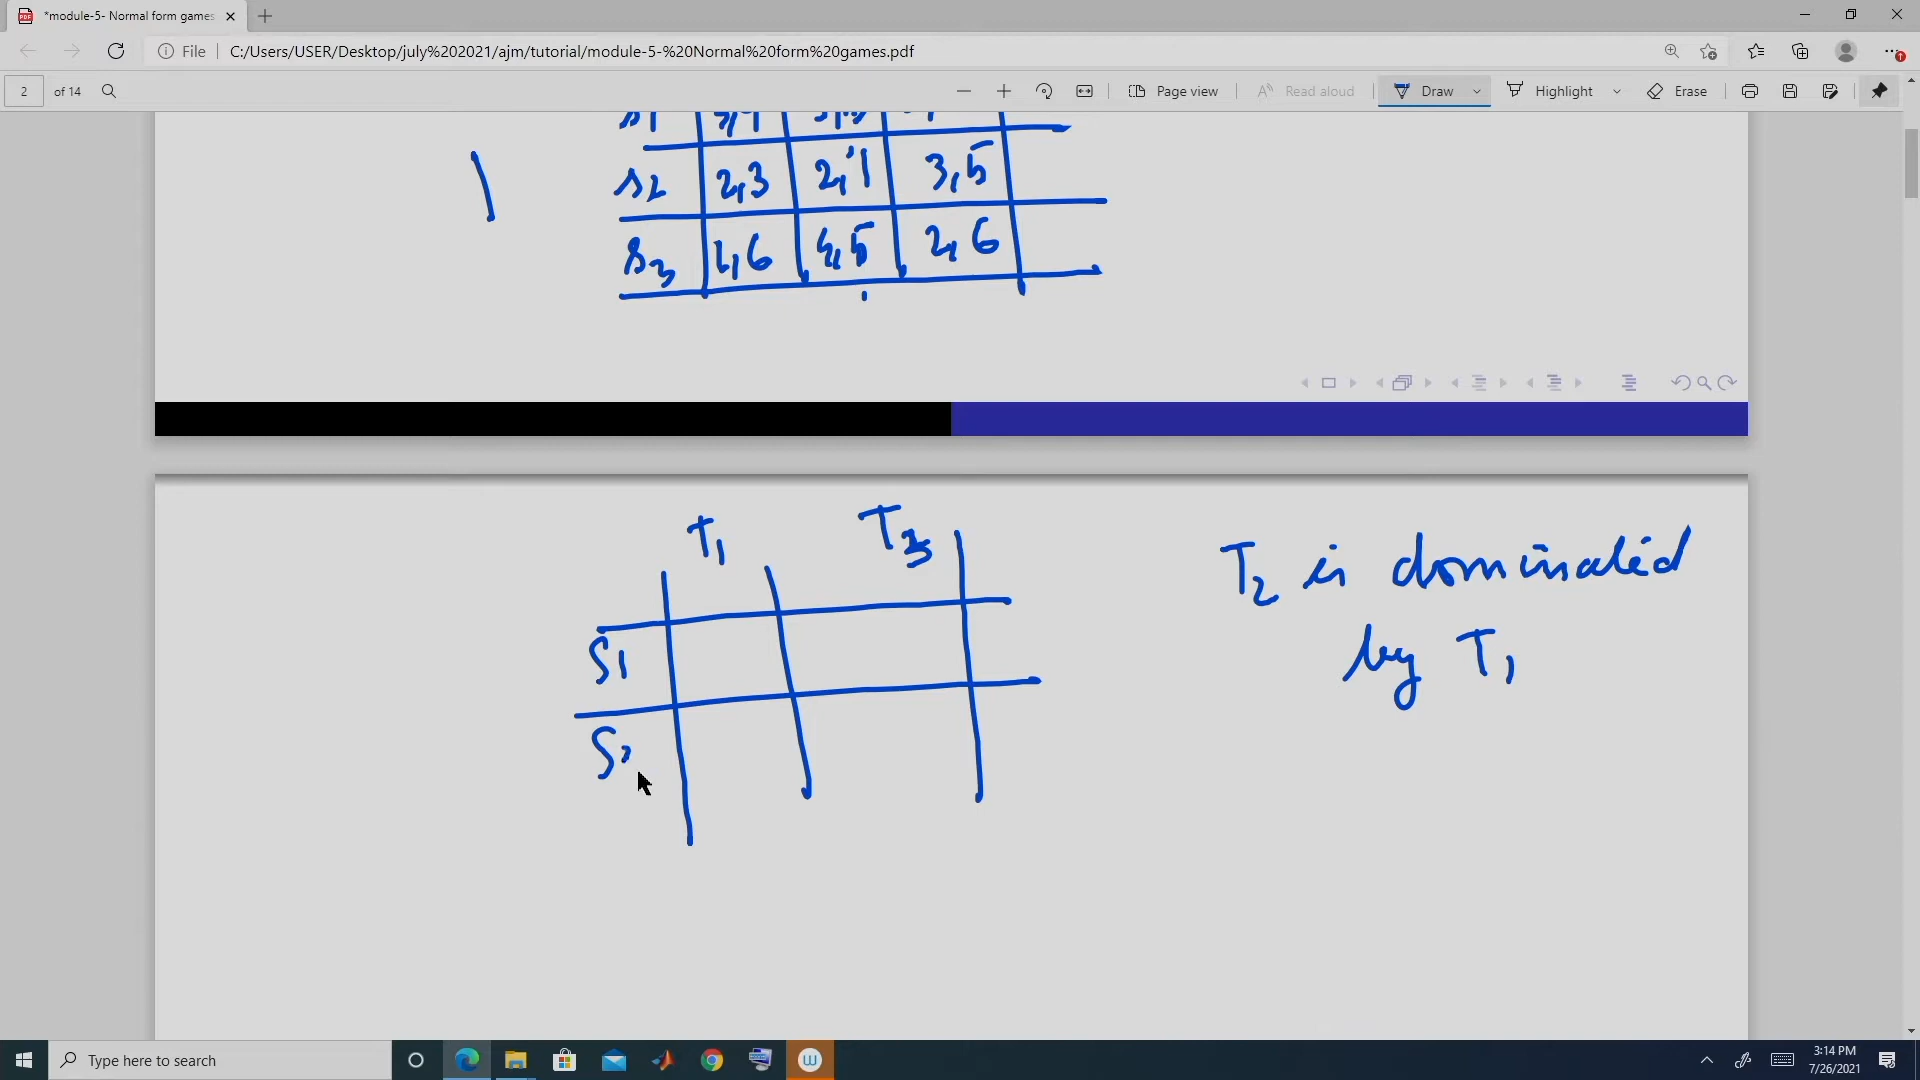 *module-5- Normal form games
File
C:/Users/USER/Desktop/july%202021/ajm/tutorial/module-5-%20Normal%20form%20games.pdf
2 of 14
Page view
Read aloud
Draw
Highlight
Erase
S2 2,3 2,1 3,5
S3 1,6 4,5 2,6
T1 T3
S1
S2
T2 is dominated
by T1
Type here to search
3:14 PM
7/26/2021